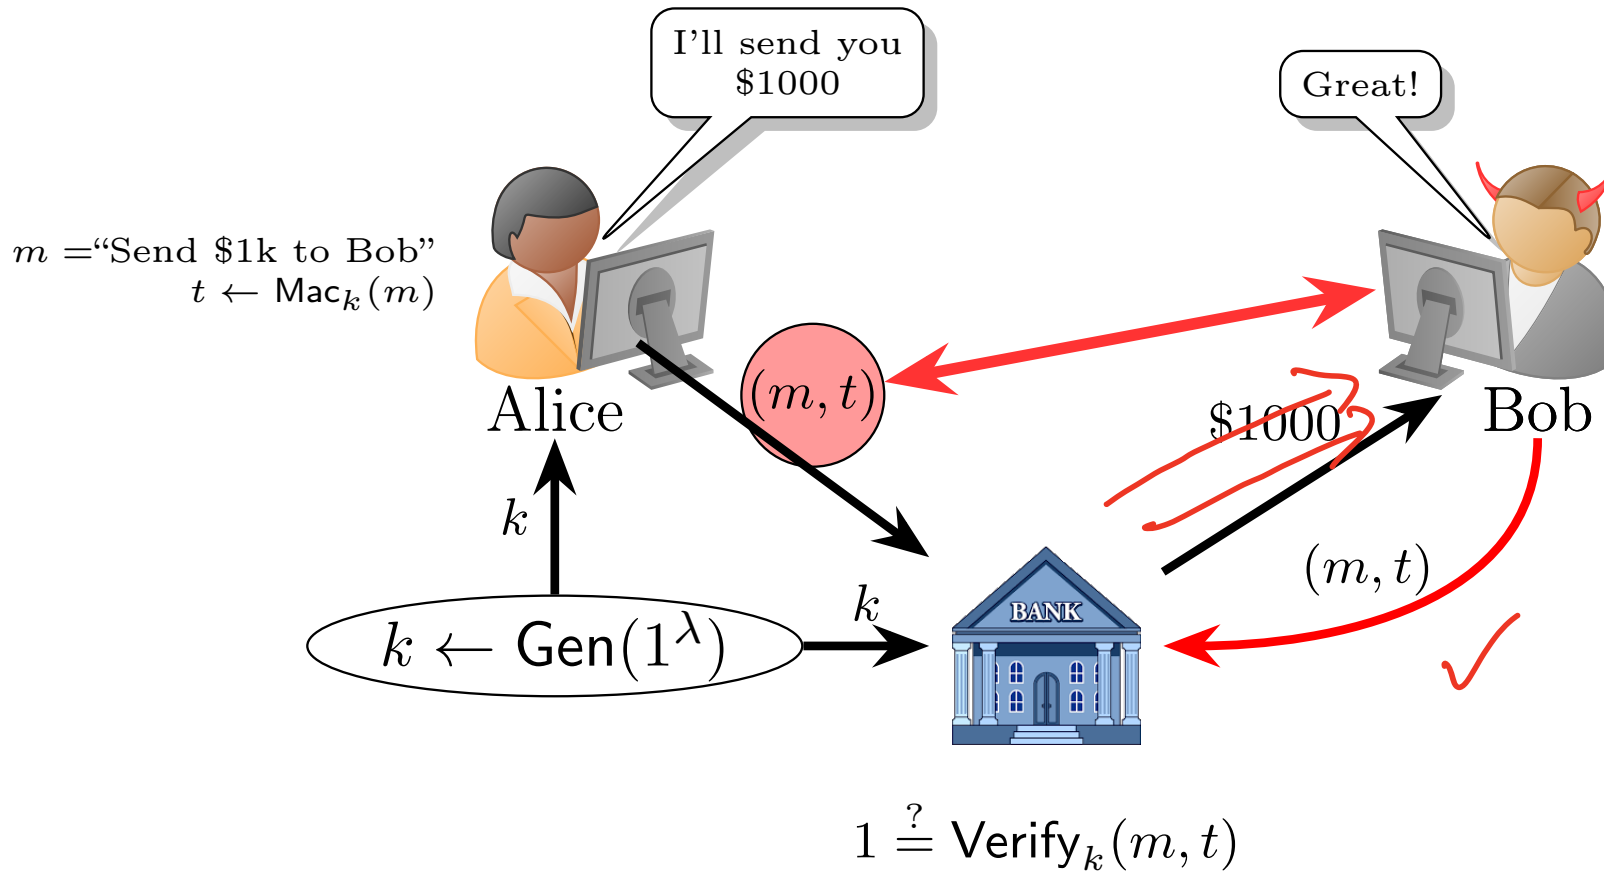 I'll send you
$1000
Great!
m =“Send $1k to Bob”
t ← Mac_k(m)
(m, t)
Alice
$1000
Bob
k
(m, t)
k
BANK
k ← Gen(1^λ)
1 ≟ Verify_k(m, t)